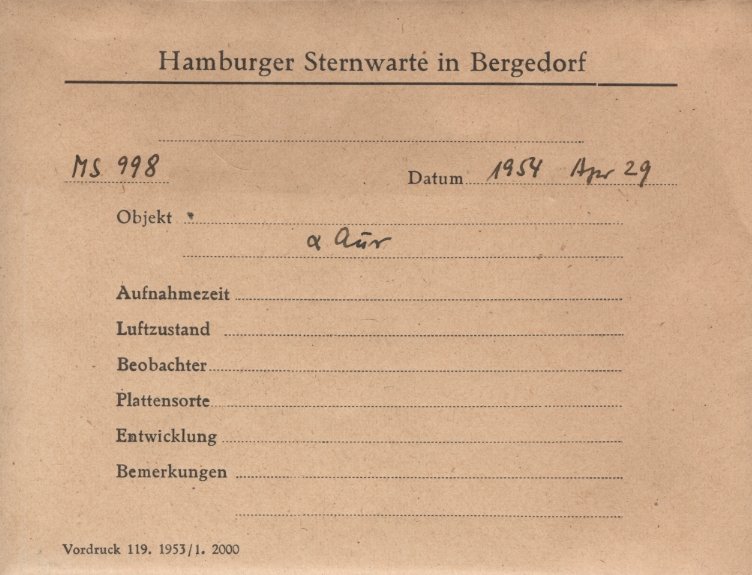 Hamburger Sternwarte in Bergedorf
MS 998
Datum 1954 Apr 29
Objekt
α Aur
Aufnahmezeit
Luftzustand
Beobachter
Plattensorte
Entwicklung
Bemerkungen
Vordruck 119. 1953/1. 2000